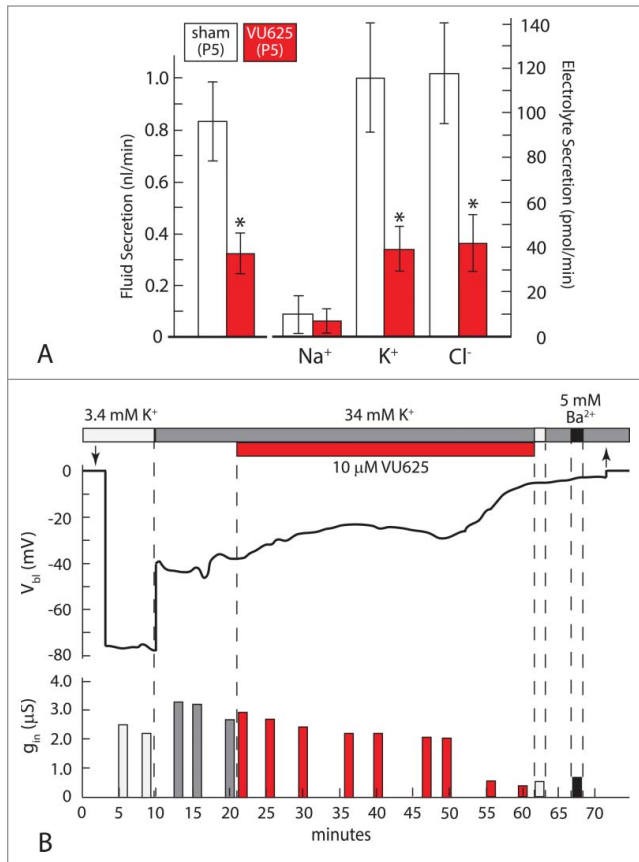 sham
(P5)
VU625
(P5)
Fluid Secretion (nl/min)
1.0
0.8
0.6
0.4
0.2
0
*
*
*
Na⁺
K⁺
Cl⁻
140
120
100
80
60
40
20
0
Electrolyte Secretion
(pmol/min)
A
3.4 mM K⁺
34 mM K⁺
5 mM
Ba²⁺
10 µM VU625
V_bl (mV)
0
-20
-40
-60
-80
g_in (µS)
4.0
3.0
2.0
1.0
0.0
0 5 10 15 20 25 30 35 40 45 50 55 60 65 70
minutes
B